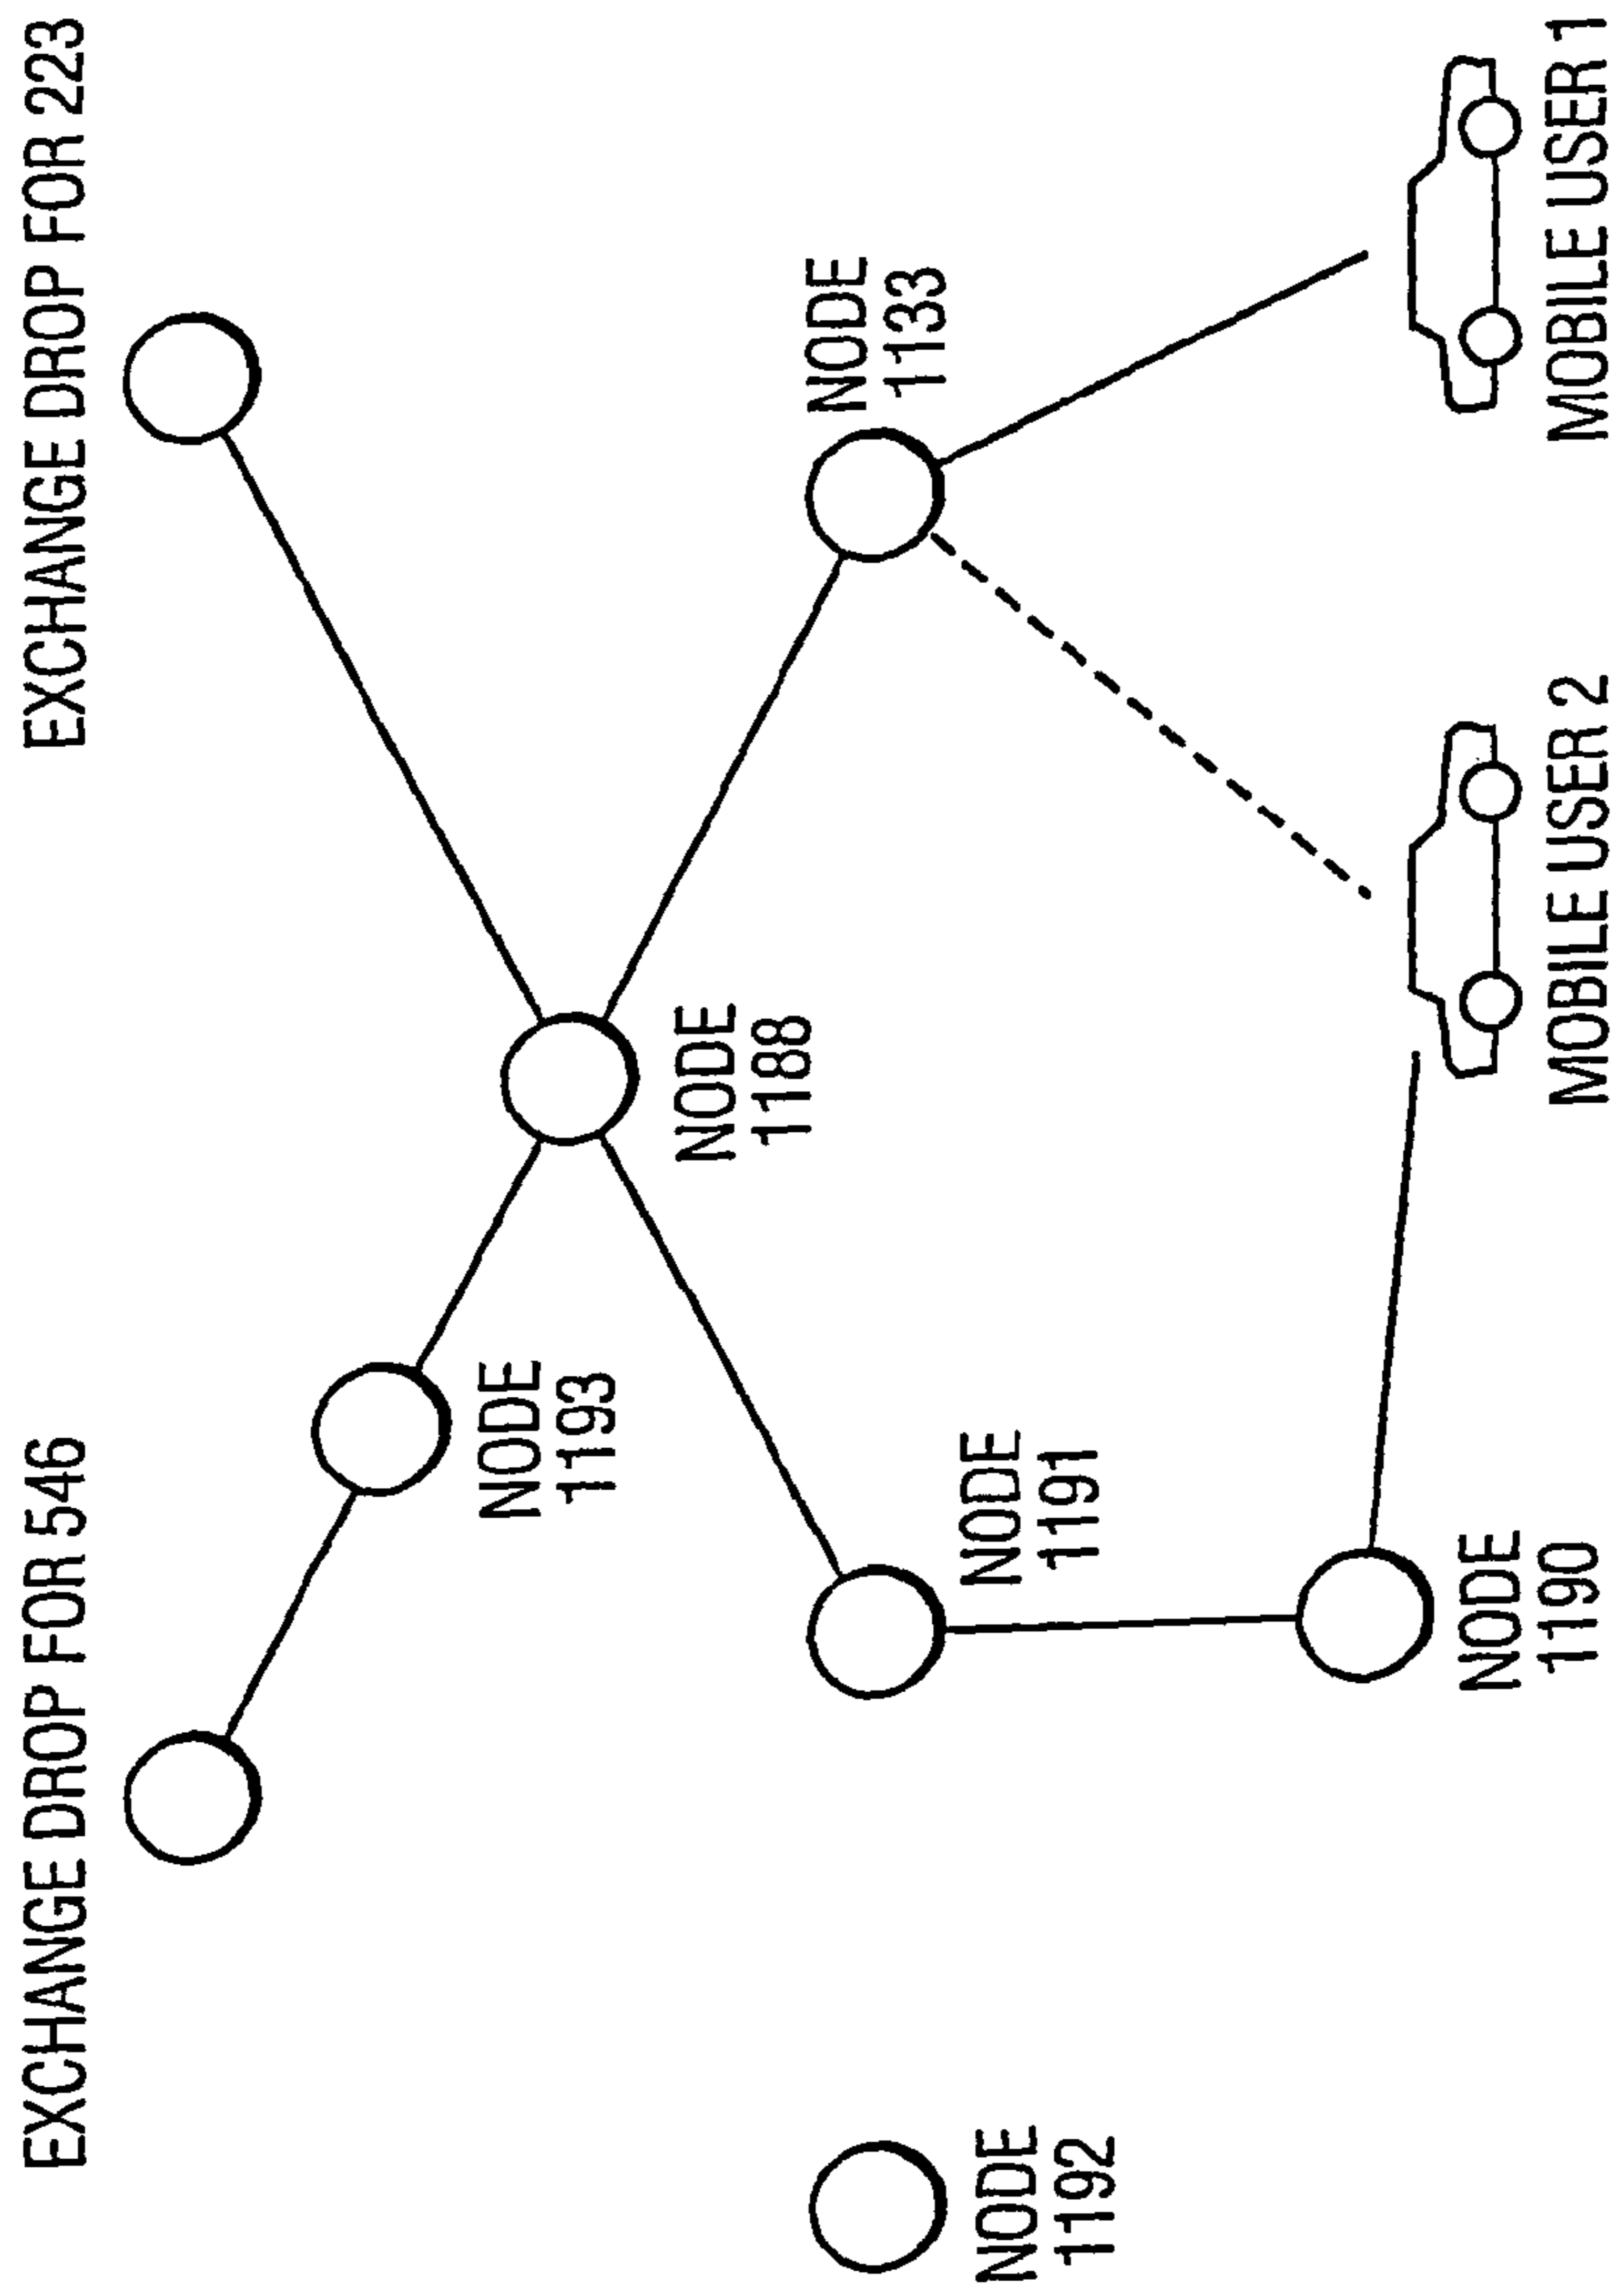 EXCHANGE DROP FOR 546
EXCHANGE DROP FOR 223
NODE
1193
NODE
1188
NODE
1133
NODE
1192
NODE
1191
NODE
1190
MOBILE USER 2
MOBILE USER 1